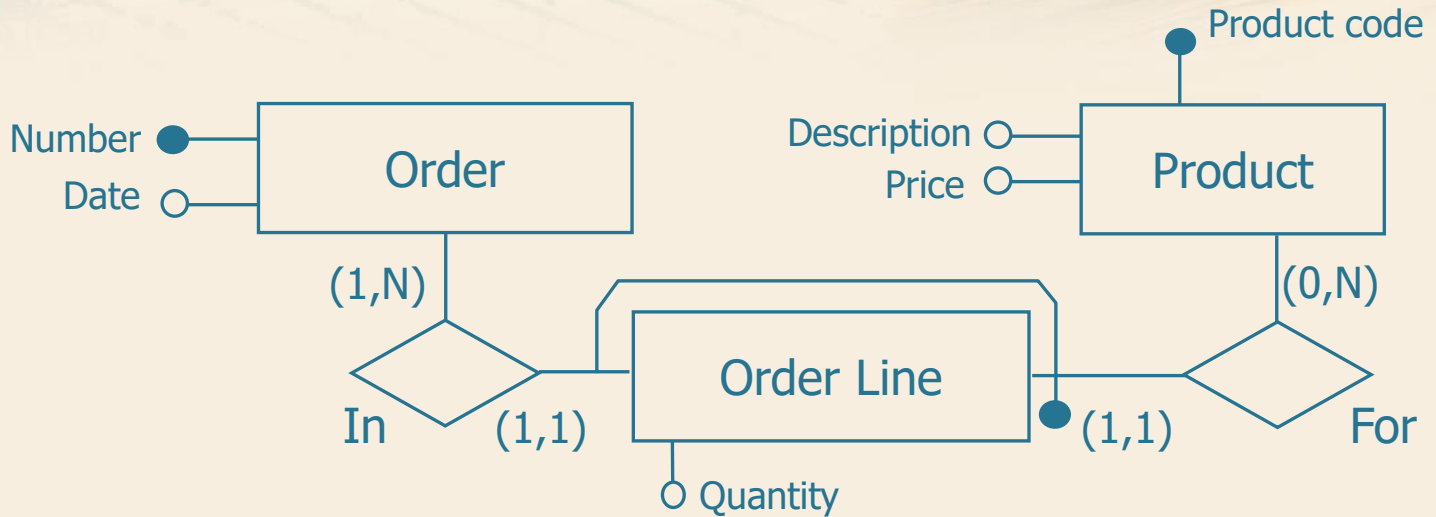 Product code
Number
Date
Order
Description
Price
Product
(1,N)
(0,N)
Order Line
In
(1,1)
(1,1)
For
Quantity